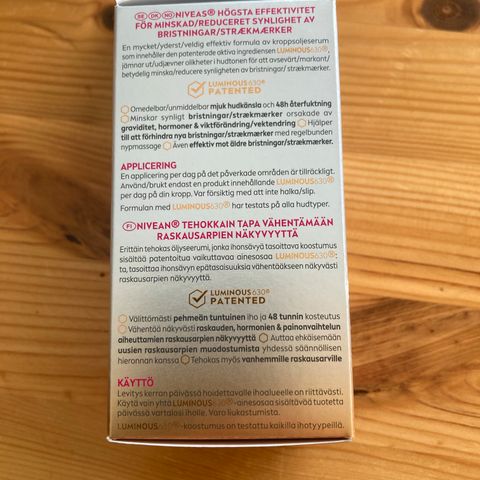 SE DK NO NIVEAS® HÖGSTA EFFEKTIVITET
FÖR MINSKAD/REDUCERET SYNLIGHET AV
BRISTNINGAR/STRÆKMÆRKER
En mycket/yderst/veldig effektiv formula av kroppsoljeserum
som innehåller den patenterade aktiva ingrediensen LUMINOUS630®,
jämnar ut/udjævner olikheter i hudtonen för att avsevärt/markant/
betydelig minska/reducere synligheten av bristningar/strækmærker.
LUMINOUS630®
PATENTED
Omedelbar/unmiddelbar mjuk hudkänsla och 48h återfuktning
Minskar synligt bristningar/strækmærker orsakade av
graviditet, hormoner & viktförändring/vektendring Hjälper
till att förhindra nya bristningar/strækmærker med regelbunden
nypmassage Även effektiv mot äldre bristningar/strækmærker.
APPLICERING
En applicering per dag på det påverkade området är tillräckligt.
Använd/brukt endast en produkt innehållande LUMINOUS630®
per dag på din kropp. Var försiktig med att inte halka/slip.
Formulan med LUMINOUS630® har testats på alla hudtyper.
FI NIVEAN® TEHOKKAIN TAPA VÄHENTÄMÄÄN
RASKAUSARPIEN NÄKYVYYTTÄ
Erittäin tehokas öljyseerumi, jonka ihonsävyä tasoittava koostumus
sisältää patentoitua vaikuttavaa ainesosaa LUMINOUS630®:
ta, tasoittaa ihonsävyn epätasaisuuksia vähentääkseen näkyvästi
raskausarpien näkyvyyttä.
LUMINOUS630®
PATENTED
Välittömästi pehmeän tuntuinen iho ja 48 tunnin kosteutus
Vähentää näkyvästi raskauden, hormonien & painonvaihtelun
aiheuttamien raskausarpien näkyvyyttä Auttaa ehkäisemään
uusien raskausarpien muodostumista yhdessä säännöllisen
hieronnan kanssa Tehokas myös vanhemmille raskausarville
KÄYTTÖ
Levitys kerran päivässä hoidettavalle ihoalueelle on riittävästi.
Käytä vain yhtä LUMINOUS630®-ainesosaa sisältävää tuotetta
päivässä vartalosi iholle. Varo liukastumista.
LUMINOUS630®-koostumus on testattu kaikilla ihotyypeillä.